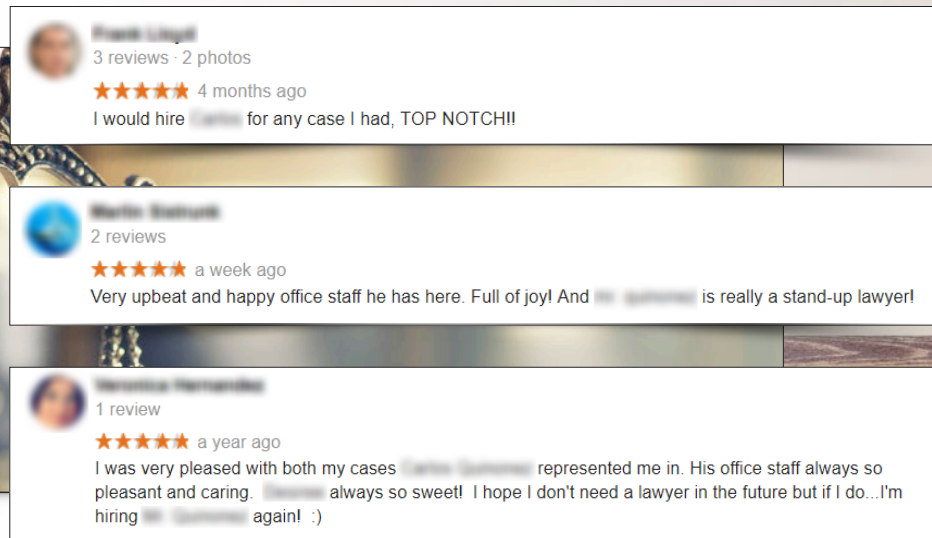 3 reviews · 2 photos
4 months ago
I would hire for any case I had, TOP NOTCH!!
2 reviews
a week ago
Very upbeat and happy office staff he has here. Full of joy! And is really a stand-up lawyer!
1 review
a year ago
I was very pleased with both my cases represented me in. His office staff always so
pleasant and caring. always so sweet! I hope I don't need a lawyer in the future but if I do...I'm
hiring again! :)